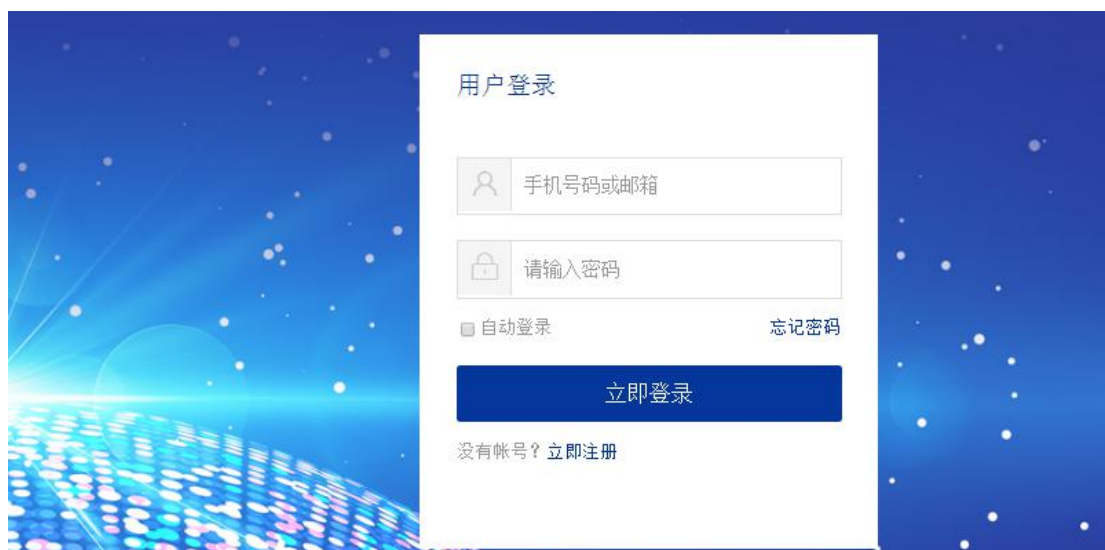 用户登录
手机号码或邮箱
请输入密码
自动登录 忘记密码
立即登录
没有帐号？立即注册